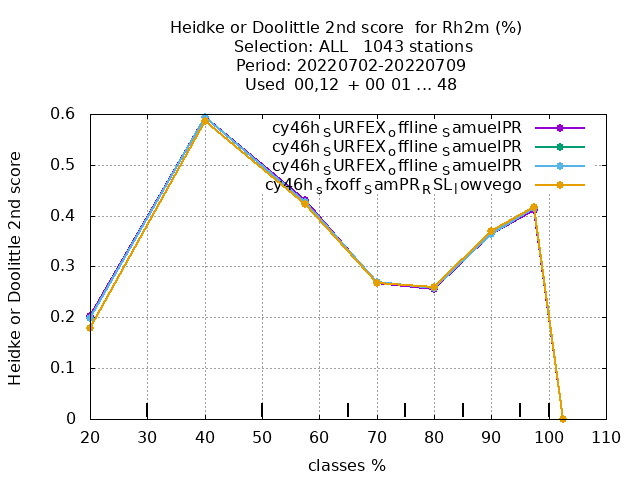 Heidke or Doolittle 2nd score  for Rh2m (%)
Selection: ALL   1043 stations
Period: 20220702-20220709
Used  00,12  + 00 01 ... 48
cy46h_SURFEX_offline_SamuelPR
cy46h_SURFEX_offline_SamuelPR
cy46h_SURFEX_offline_SamuelPR
cy46h_sfxoff_SamPR_RSL_lowvego
Heidke or Doolittle 2nd score
0.6
0.5
0.4
0.3
0.2
0.1
0
20 30 40 50 60 70 80 90 100 110
classes %